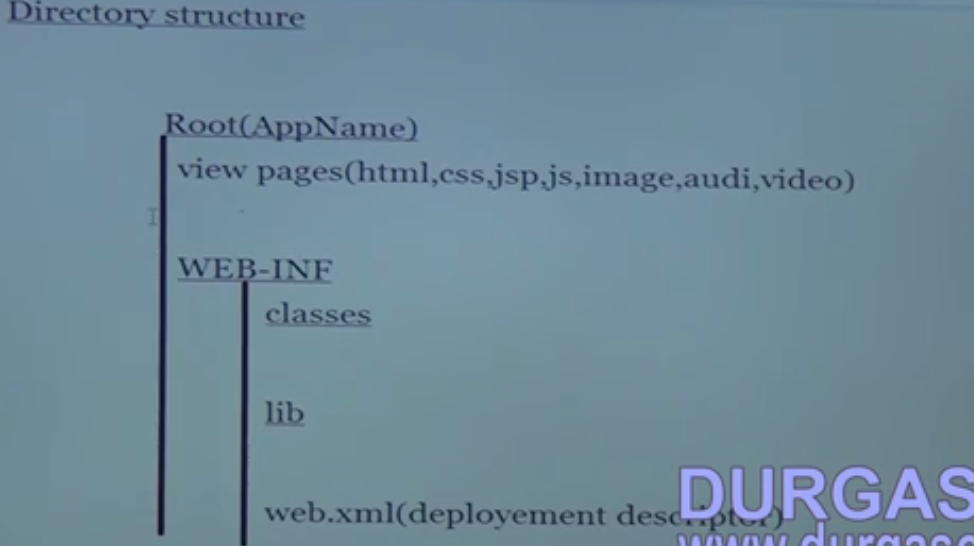 Directory structure
Root(AppName)
view pages(html,css,jsp,js,image,audi,video)
WEB-INF
classes
lib
web.xml(deployement descriptor)
DURGAS